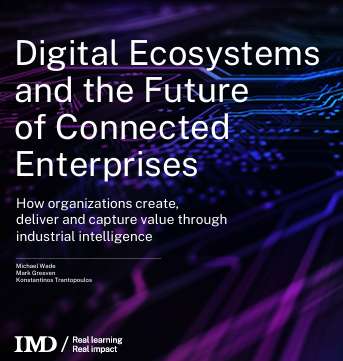 Digital Ecosystems
and the Future
of Connected
Enterprises
How organizations create,
deliver and capture value through
industrial intelligence
Michael Wade
Mark Greeven
Konstantinos Trantopoulos
IMD / Real learning
Real impact